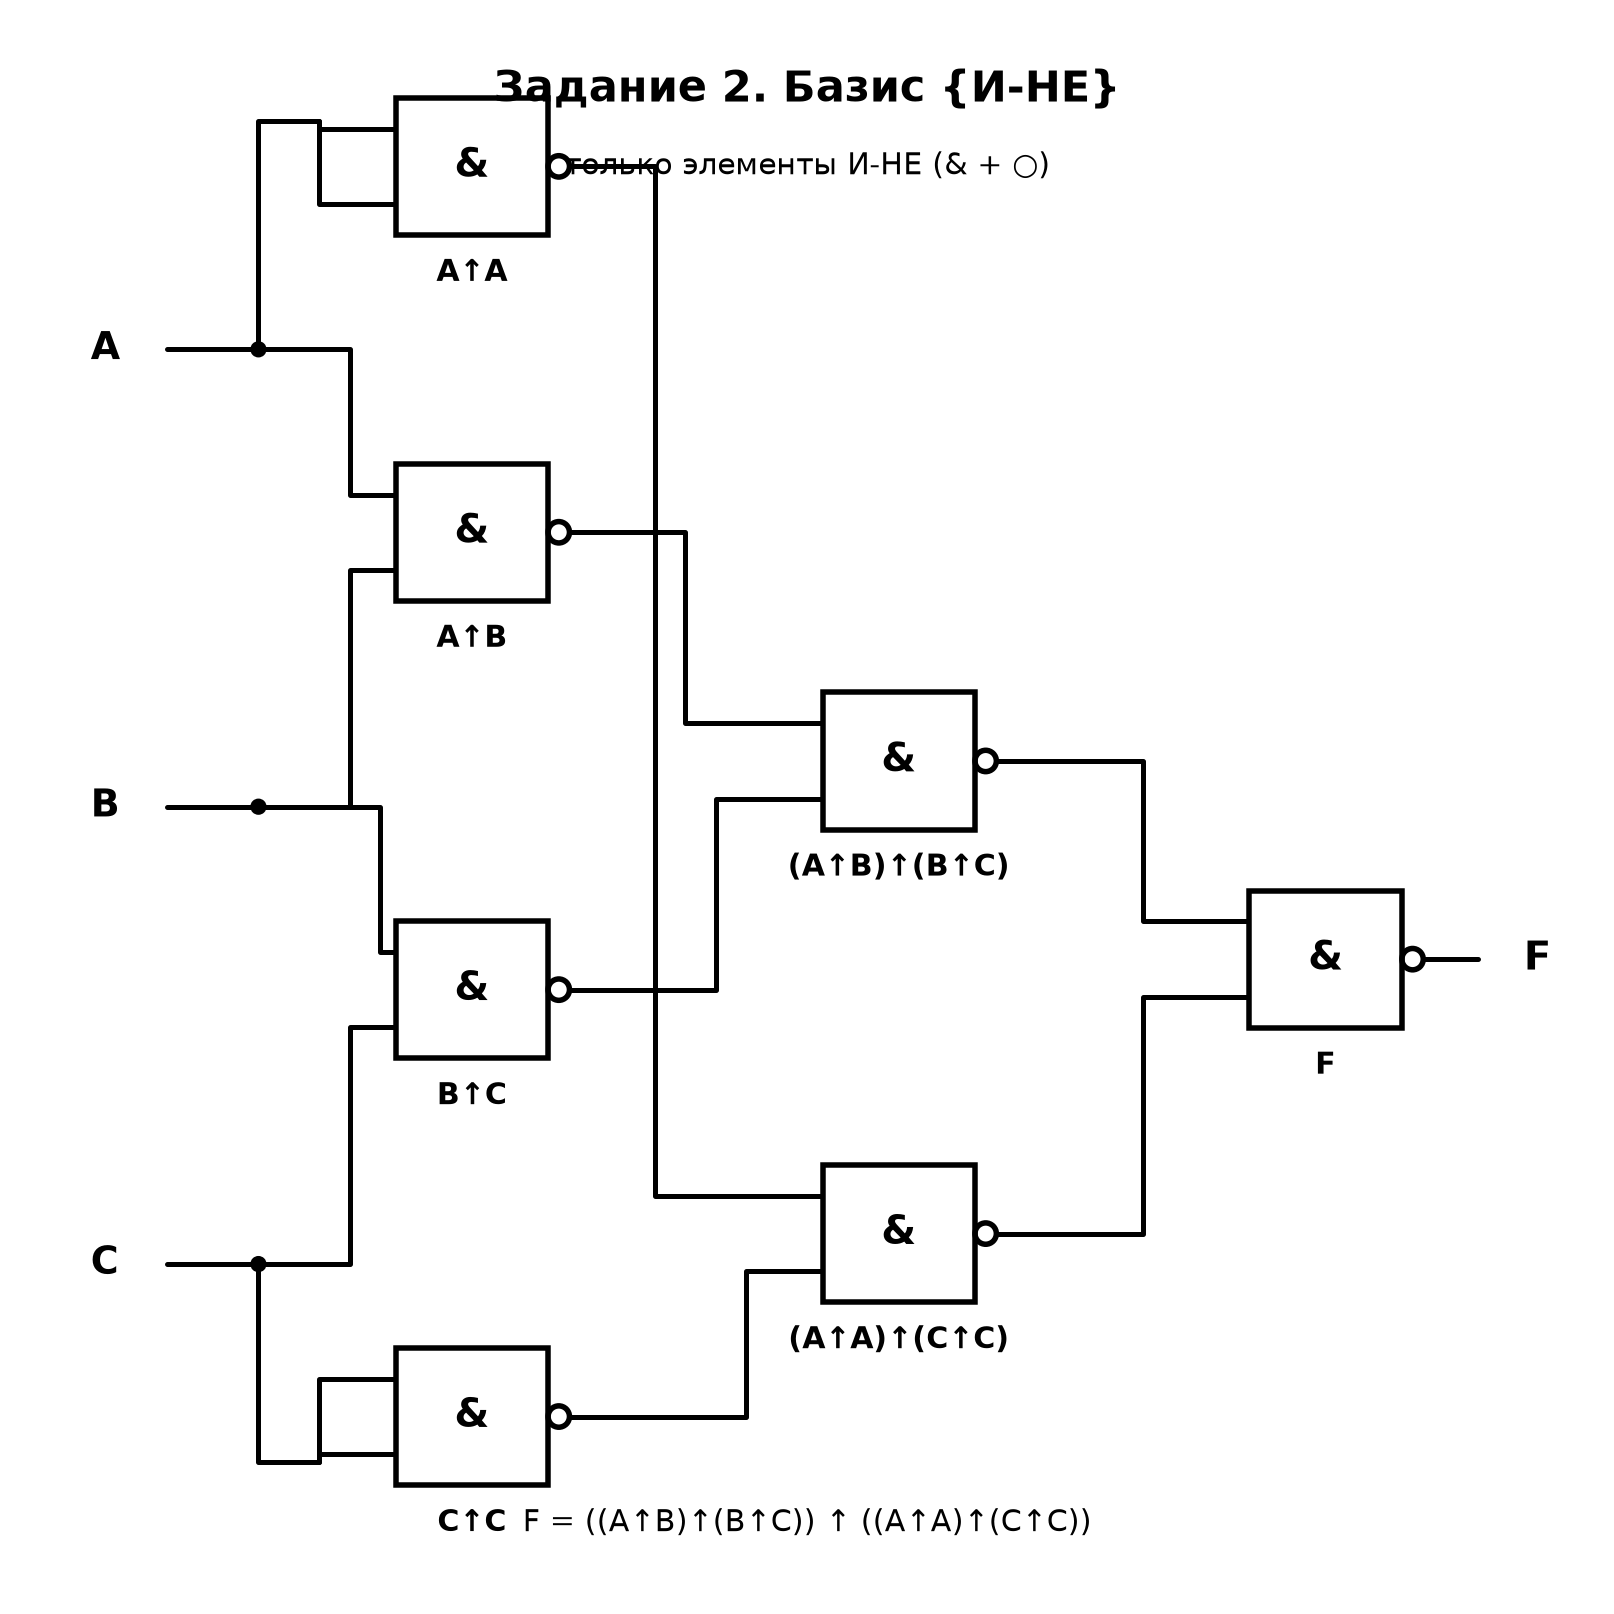 Задание 2. Базис {И-НЕ}
&
только элементы И-НЕ (& + ○)
A↑A
A
&
A↑B
&
B
(A↑B)↑(B↑C)
&
F
&
F
B↑C
&
C
(A↑A)↑(C↑C)
&
C↑C
F = ((A↑B)↑(B↑C)) ↑ ((A↑A)↑(C↑C))